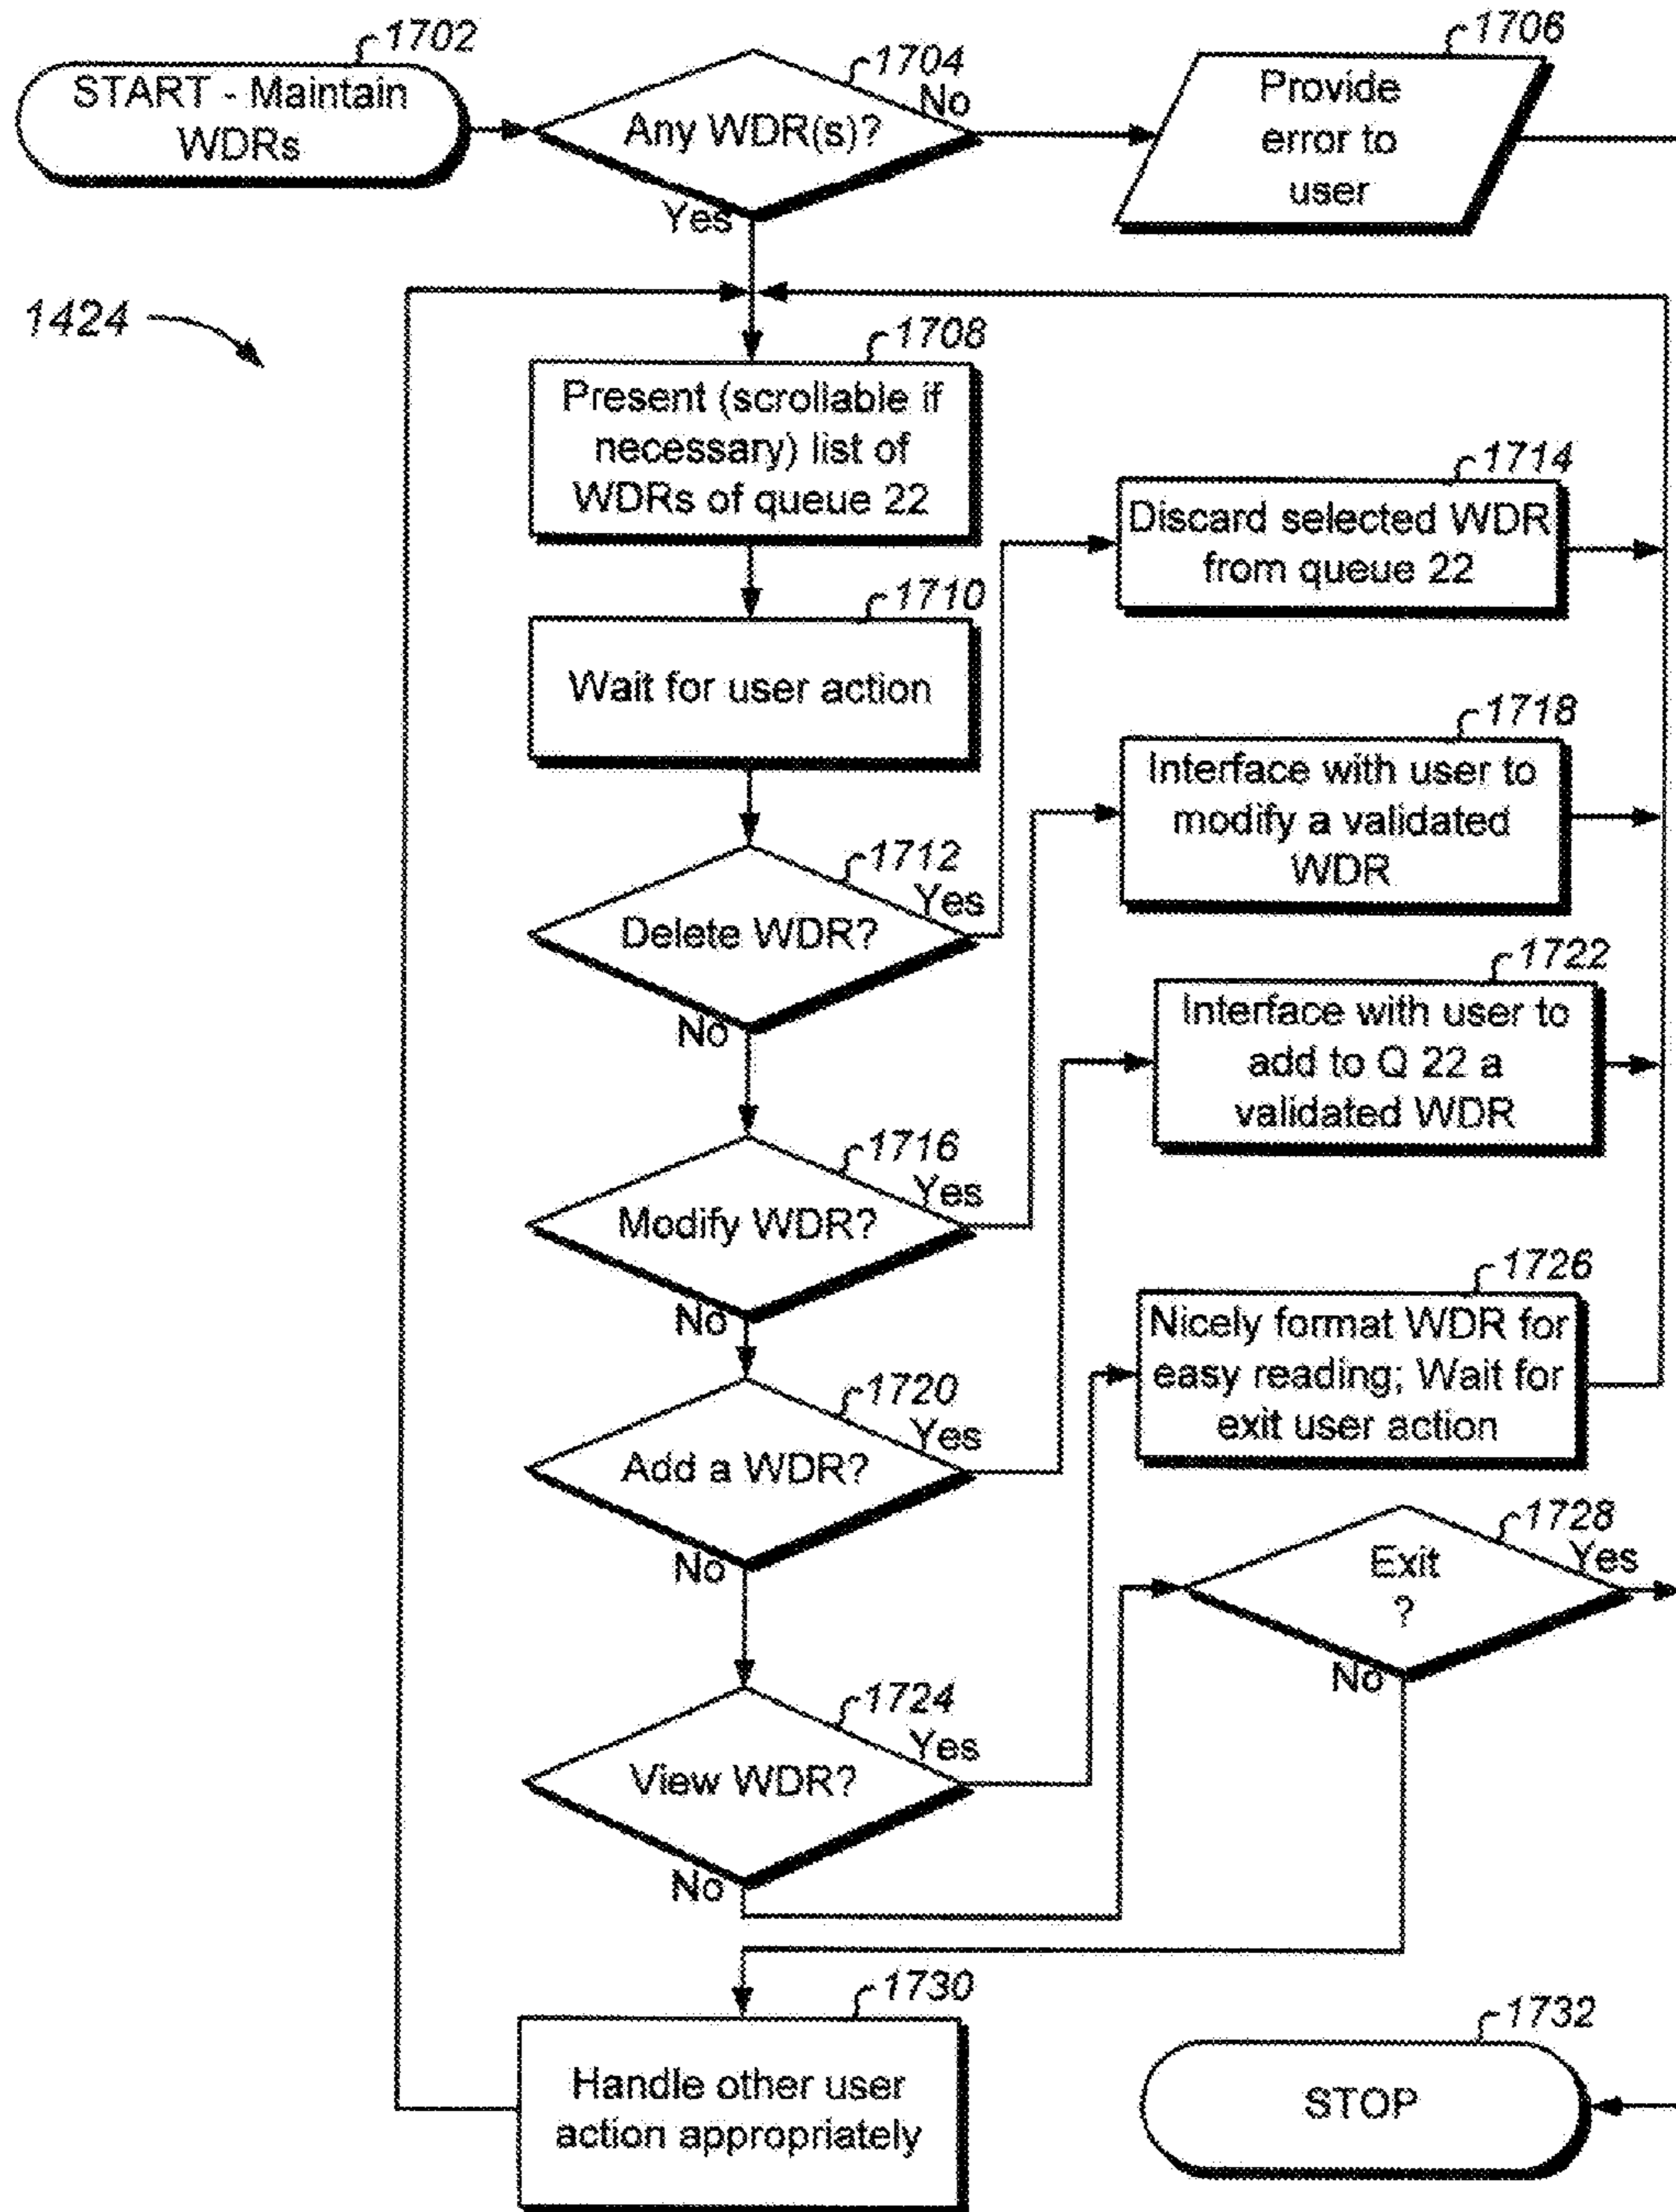 1702
START - Maintain
WDRs
1704
Any WDR(s)?
No
Yes
1706
Provide
error to
user
1424
1708
Present (scrollable if
necessary) list of
WDRs of queue 22
1710
Wait for user action
1712
Delete WDR?
Yes
No
1714
Discard selected WDR
from queue 22
1716
Modify WDR?
Yes
No
1718
Interface with user to
modify a validated
WDR
1720
Add a WDR?
Yes
No
1722
Interface with user to
add to Q 22 a
validated WDR
1724
View WDR?
Yes
No
1726
Nicely format WDR for
easy reading; Wait for
exit user action
1728
Exit
?
Yes
No
1730
Handle other user
action appropriately
1732
STOP